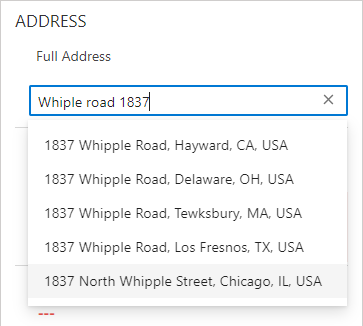 ADDRESS
Full Address
Whiple road 1837
1837 Whipple Road, Hayward, CA, USA
1837 Whipple Road, Delaware, OH, USA
1837 Whipple Road, Tewksbury, MA, USA
1837 Whipple Road, Los Fresnos, TX, USA
1837 North Whipple Street, Chicago, IL, USA
---